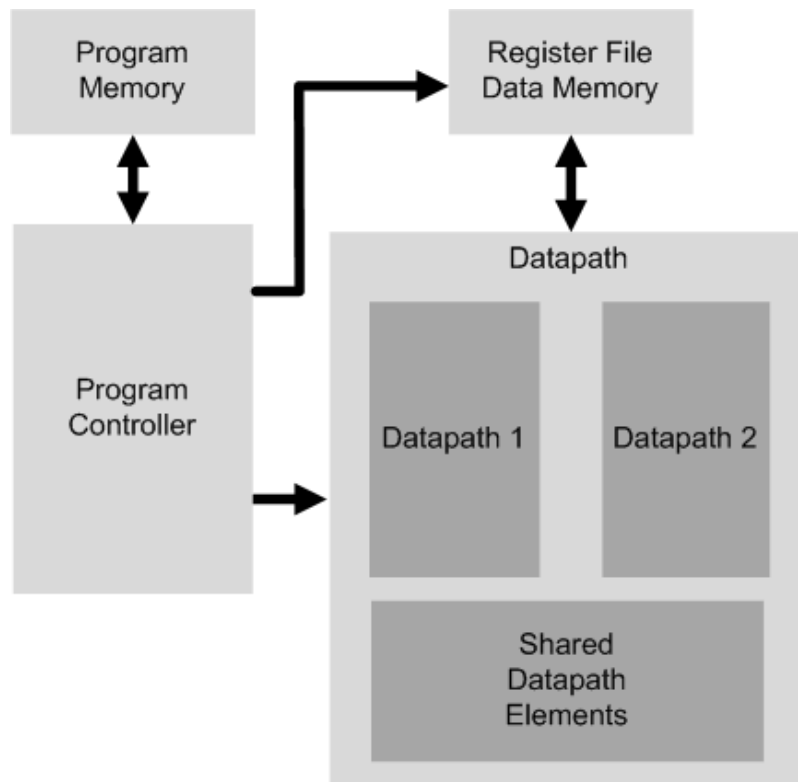 Program
Memory
Register File
Data Memory
Program
Controller
Datapath
Datapath 1
Datapath 2
Shared
Datapath
Elements